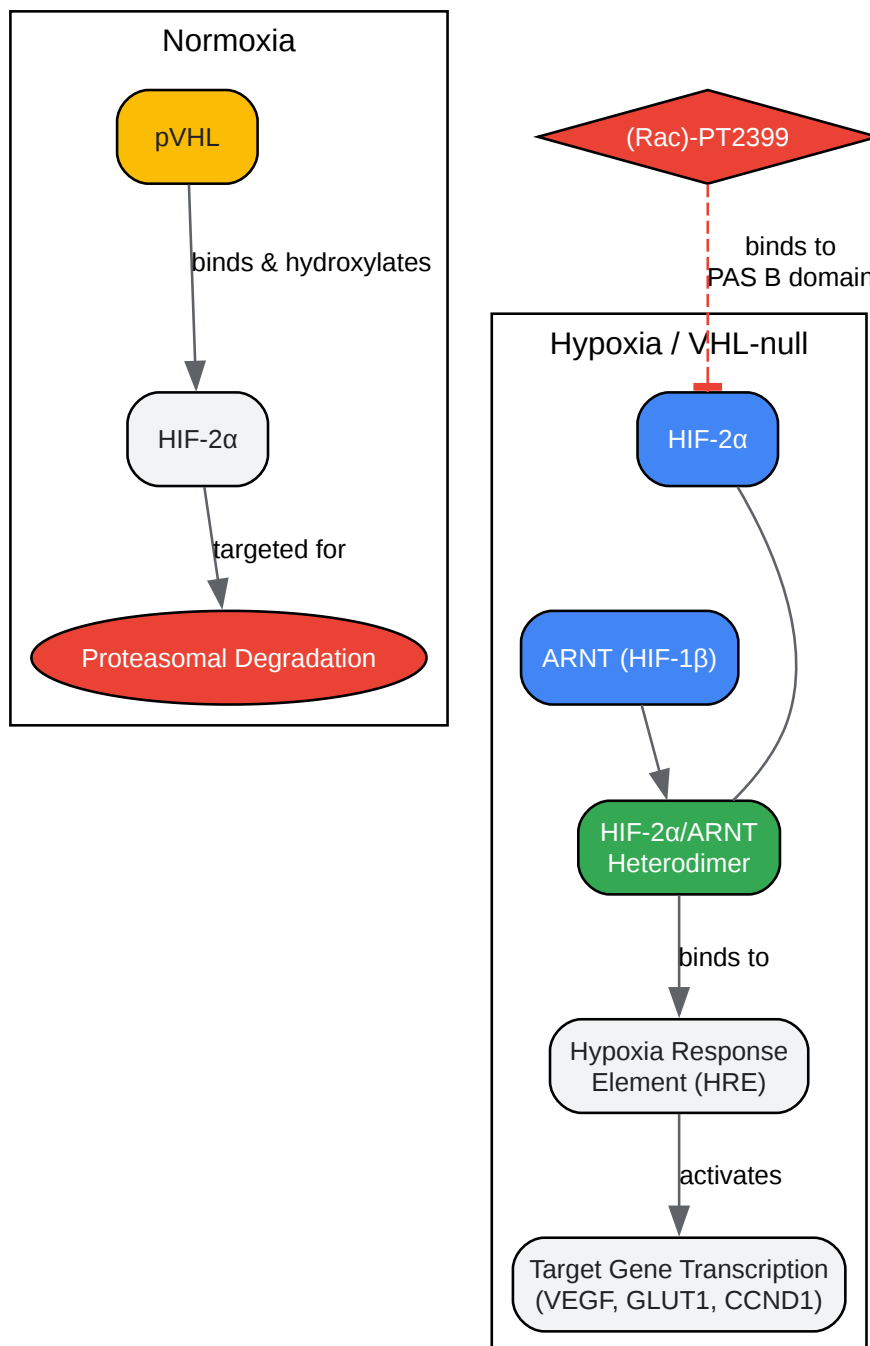 Normoxia
pVHL
binds & hydroxylates
HIF-2α
targeted for
Proteasomal Degradation
(Rac)-PT2399
binds to
PAS B domain
Hypoxia / VHL-null
HIF-2α
ARNT (HIF-1β)
HIF-2α/ARNT
Heterodimer
binds to
Hypoxia Response
Element (HRE)
activates
Target Gene Transcription
(VEGF, GLUT1, CCND1)